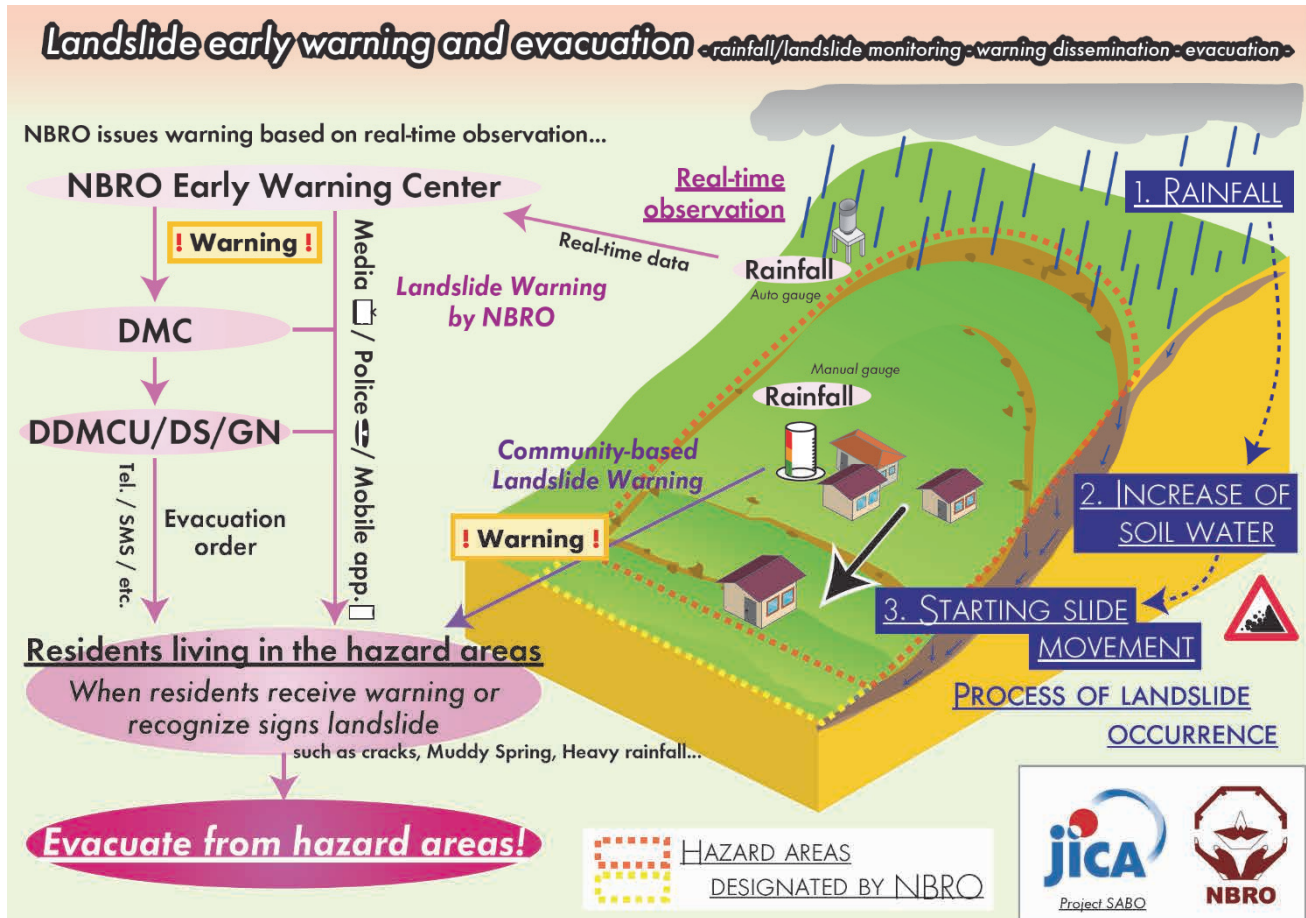 Landslide early warning and evacuation - rainfall/landslide monitoring - warning dissemination - evacuation -
NBRO issues warning based on real-time observation...
NBRO Early Warning Center
! Warning !
DMC
DDMCU/DS/GN
Tel. / SMS / etc.
Evacuation
order
Media / Police / Mobile app.
Landslide Warning
by NBRO
Real-time
observation
Real-time data
Rainfall
Auto gauge
Manual gauge
Rainfall
Community-based
Landslide Warning
! Warning !
1. RAINFALL
2. INCREASE OF
SOIL WATER
3. STARTING SLIDE
MOVEMENT
PROCESS OF LANDSLIDE
OCCURRENCE
Residents living in the hazard areas
When residents receive warning or
recognize signs landslide
such as cracks, Muddy Spring, Heavy rainfall...
Evacuate from hazard areas!
HAZARD AREAS
DESIGNATED BY NBRO
jICA
Project SABO
NBRO